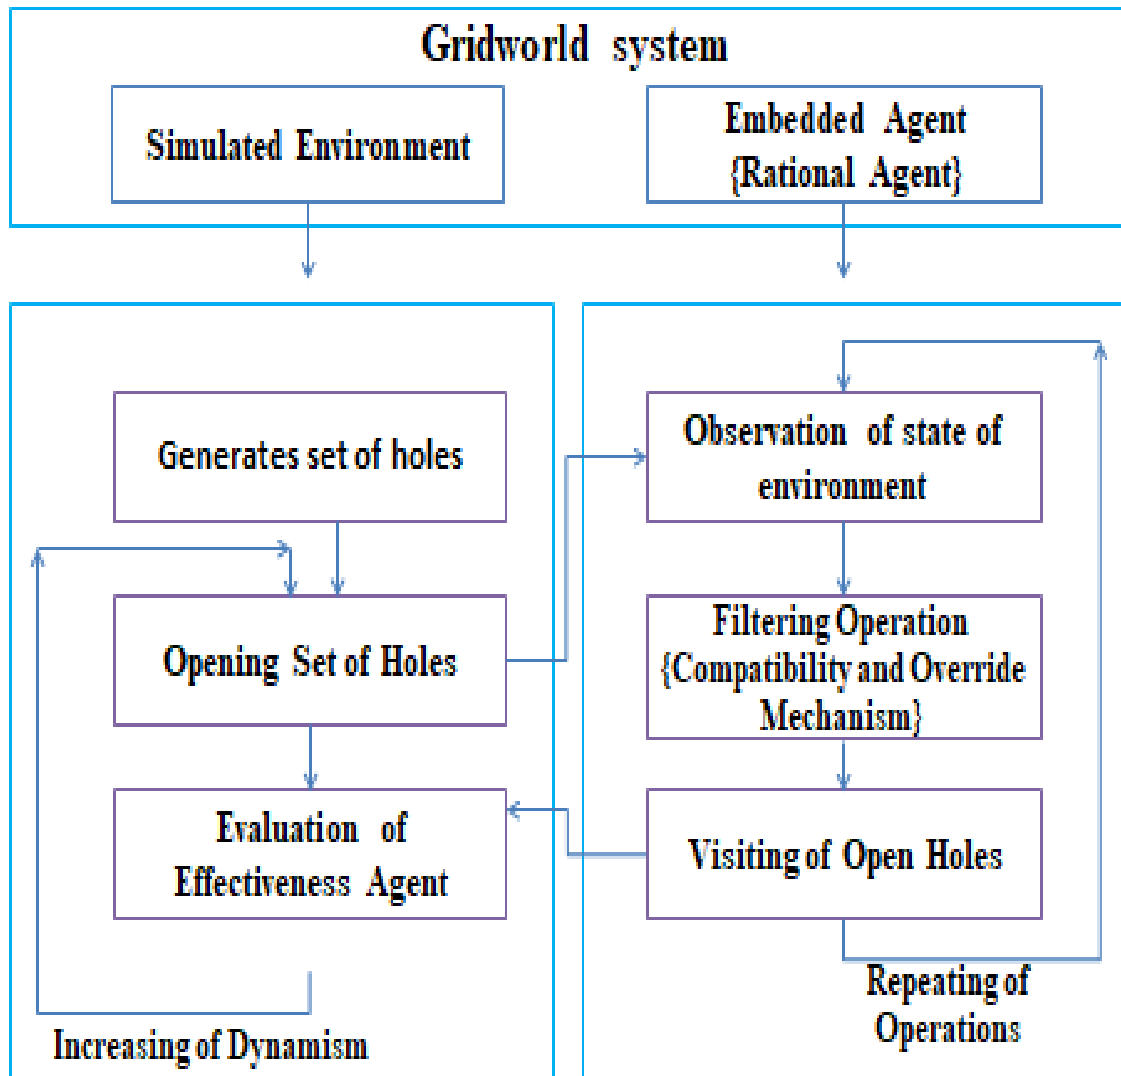 Gridworld system
Simulated Environment
Embedded Agent
{Rational Agent}
Generates set of holes
Opening Set of Holes
Evaluation of
Effectiveness Agent
Increasing of Dynamism
Observation of state of
environment
Filtering Operation
{Compatibility and Override
Mechanism}
Visiting of Open Holes
Repeating of
Operations